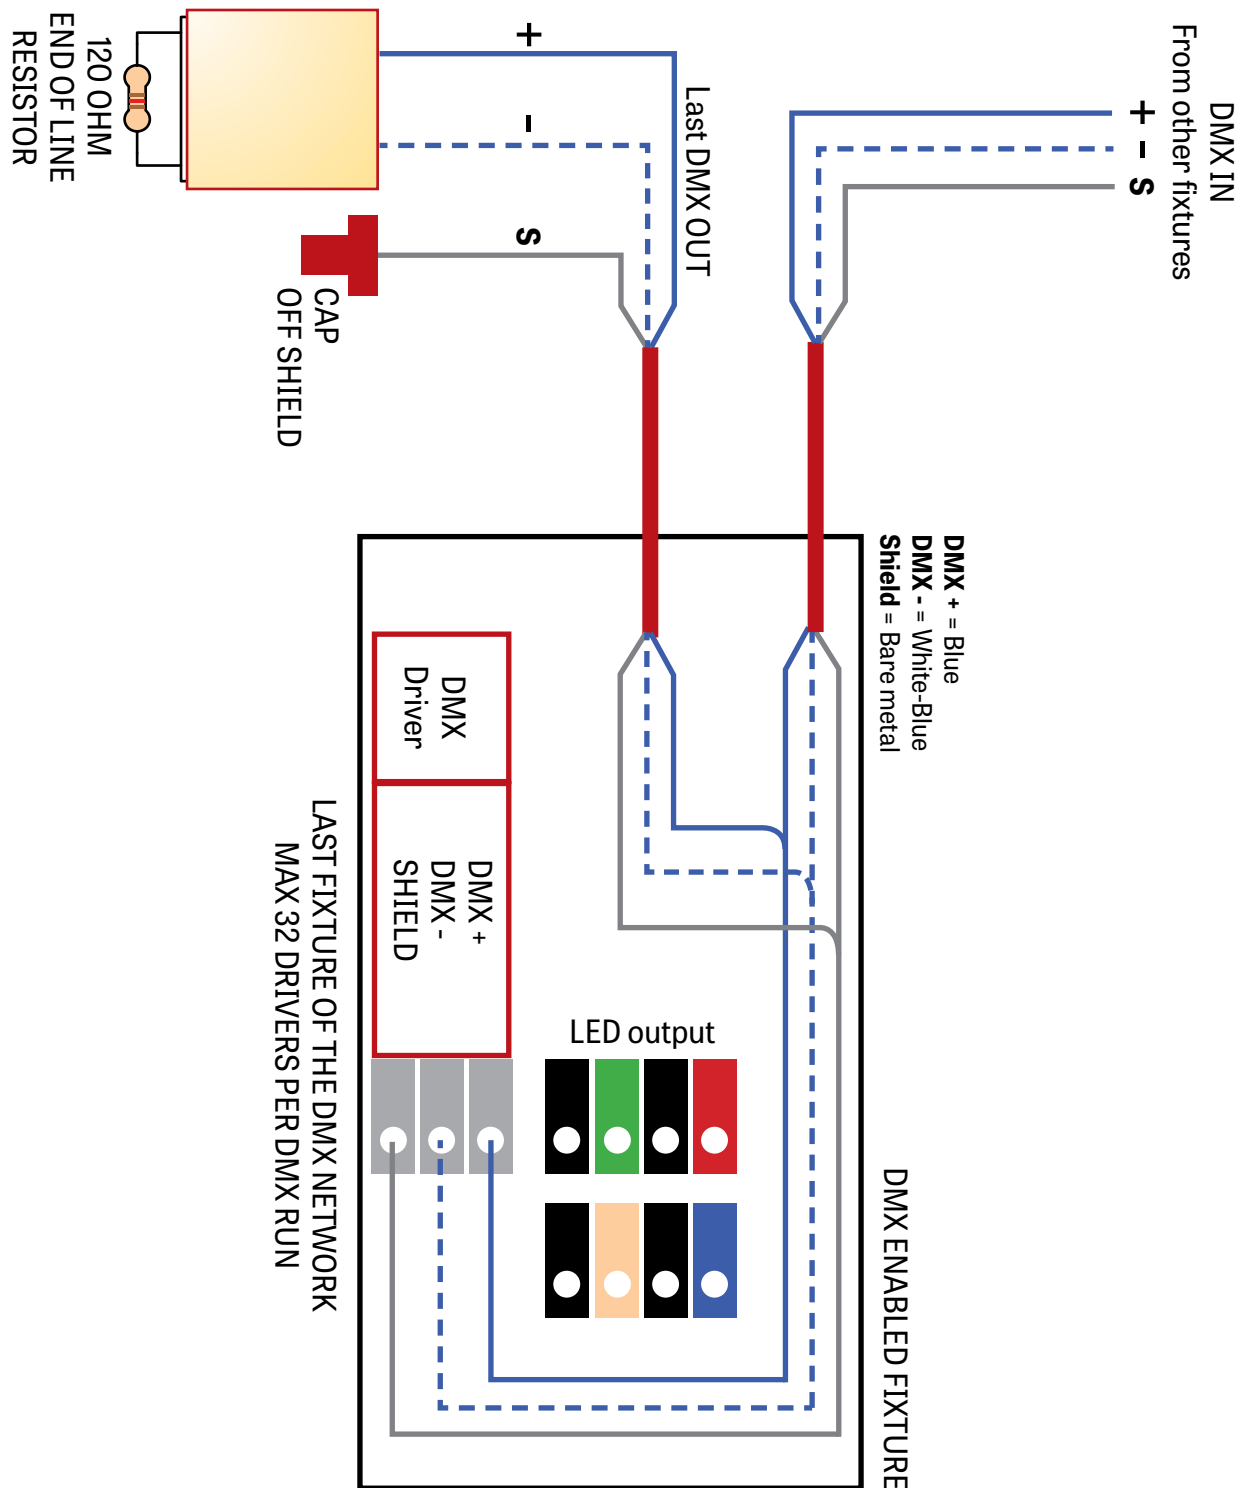 DMX IN
From other fixtures
+
-
S
Last DMX OUT
+
-
S
120 OHM
END OF LINE
RESISTOR
CAP
OFF SHIELD
DMX + = Blue
DMX - = White-Blue
Shield = Bare metal
DMX
Driver
DMX +
DMX -
SHIELD
LED output
DMX ENABLED FIXTURE
LAST FIXTURE OF THE DMX NETWORK
MAX 32 DRIVERS PER DMX RUN